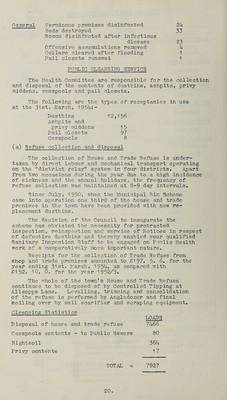 General Verminous premises disinfected 24
Beds destroyed 33
Rooms disinfected after infectious
disease 23
Offensive accumulations removed 4
Cellars cleared after flooding 1
Pail closets removed 1
PUBLIC CLEANSING SERVICE
The Health Committee are responsible for the collection
and disposal of the contents of dustbins, ashpits, privy
middens, cesspools and pail closets.
The following are the types of receptacles in use
at the 31st. March, 1954:-
Dustbins 12,156
Ashpits and
privy middens 15
Pail closets 97
Cesspools 8
(a) Refuse collection and disposal
The collection of House and Trade Refuse is under-
taken by direct labour and mechanical transport operating
on the "district relay" system in four districts. Apart
from two occasions during the year due to a high incidence
of sickness and the annual holidays, the frequency of
refuse collection was maintained at 8-9 day intervals.
Since July, 1950, when the Municipal Bin Scheme
came into operation one third of the house and trade
premises in the town have been provided with new re-
placement dustbins.
The decision of the Council to inaugurate the
scheme has obviated the necessity for protracted
inspection, reinspection and service of Notices in respect
of defective dustbins and thereby enabled your qualified
Sanitary Inspection Staff to be engaged on Public Health
work of a comparatively more important nature.
Receipts for the collection of Trade Refuse from
shop and trade premises amounted to £197. 5. 4. for the
year ending 31st. March, 1954, as compared with
£152. 10. 0. for the year 1952/3.
The whole of the town's House and Trade Refuse
continues to be disposed of by Controlled Tipping at
Allsopps Lane. Levelling, trimming and consolidation
of the refuse is performed by Angledozer and final
soiling over by well scarifier and scraping equipment.
Cleansing Statistics
LOADS
Disposal of house and trade refuse 7466
Cesspools contents - to Public Sewers 80
Nightsoil 364
Privy contents 17
TOTAL = 7927
20.